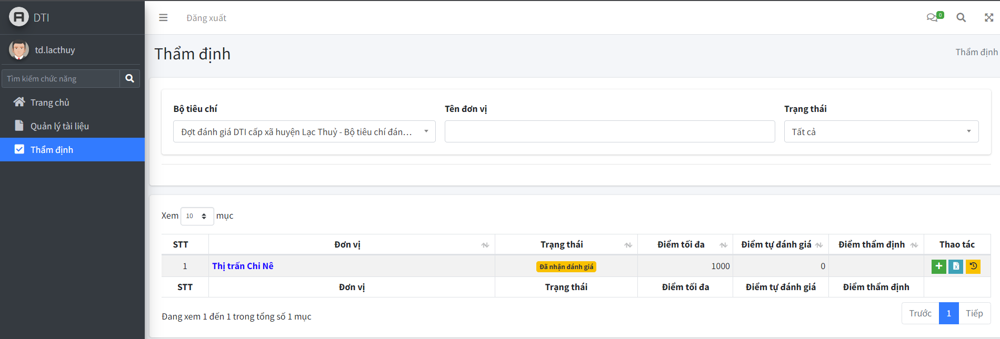 DTI
td.lacthuy
Tìm kiếm chức năng
Trang chủ
Quản lý tài liệu
Thẩm định
Đăng xuất
0
Thẩm định
Thẩm định
Bộ tiêu chí
Tên đơn vị
Trạng thái
Đợt đánh giá DTI cấp xã huyện Lạc Thuỷ - Bộ tiêu chí đán...
Tất cả
Xem 10 mục
STT Đơn vị Trạng thái Điểm tối đa Điểm tự đánh giá Điểm thẩm định Thao tác
1 Thị trấn Chi Nê Đã nhận đánh giá 1000 0
STT Đơn vị Trạng thái Điểm tối đa Điểm tự đánh giá Điểm thẩm định
Đang xem 1 đến 1 trong tổng số 1 mục
Trước 1 Tiếp